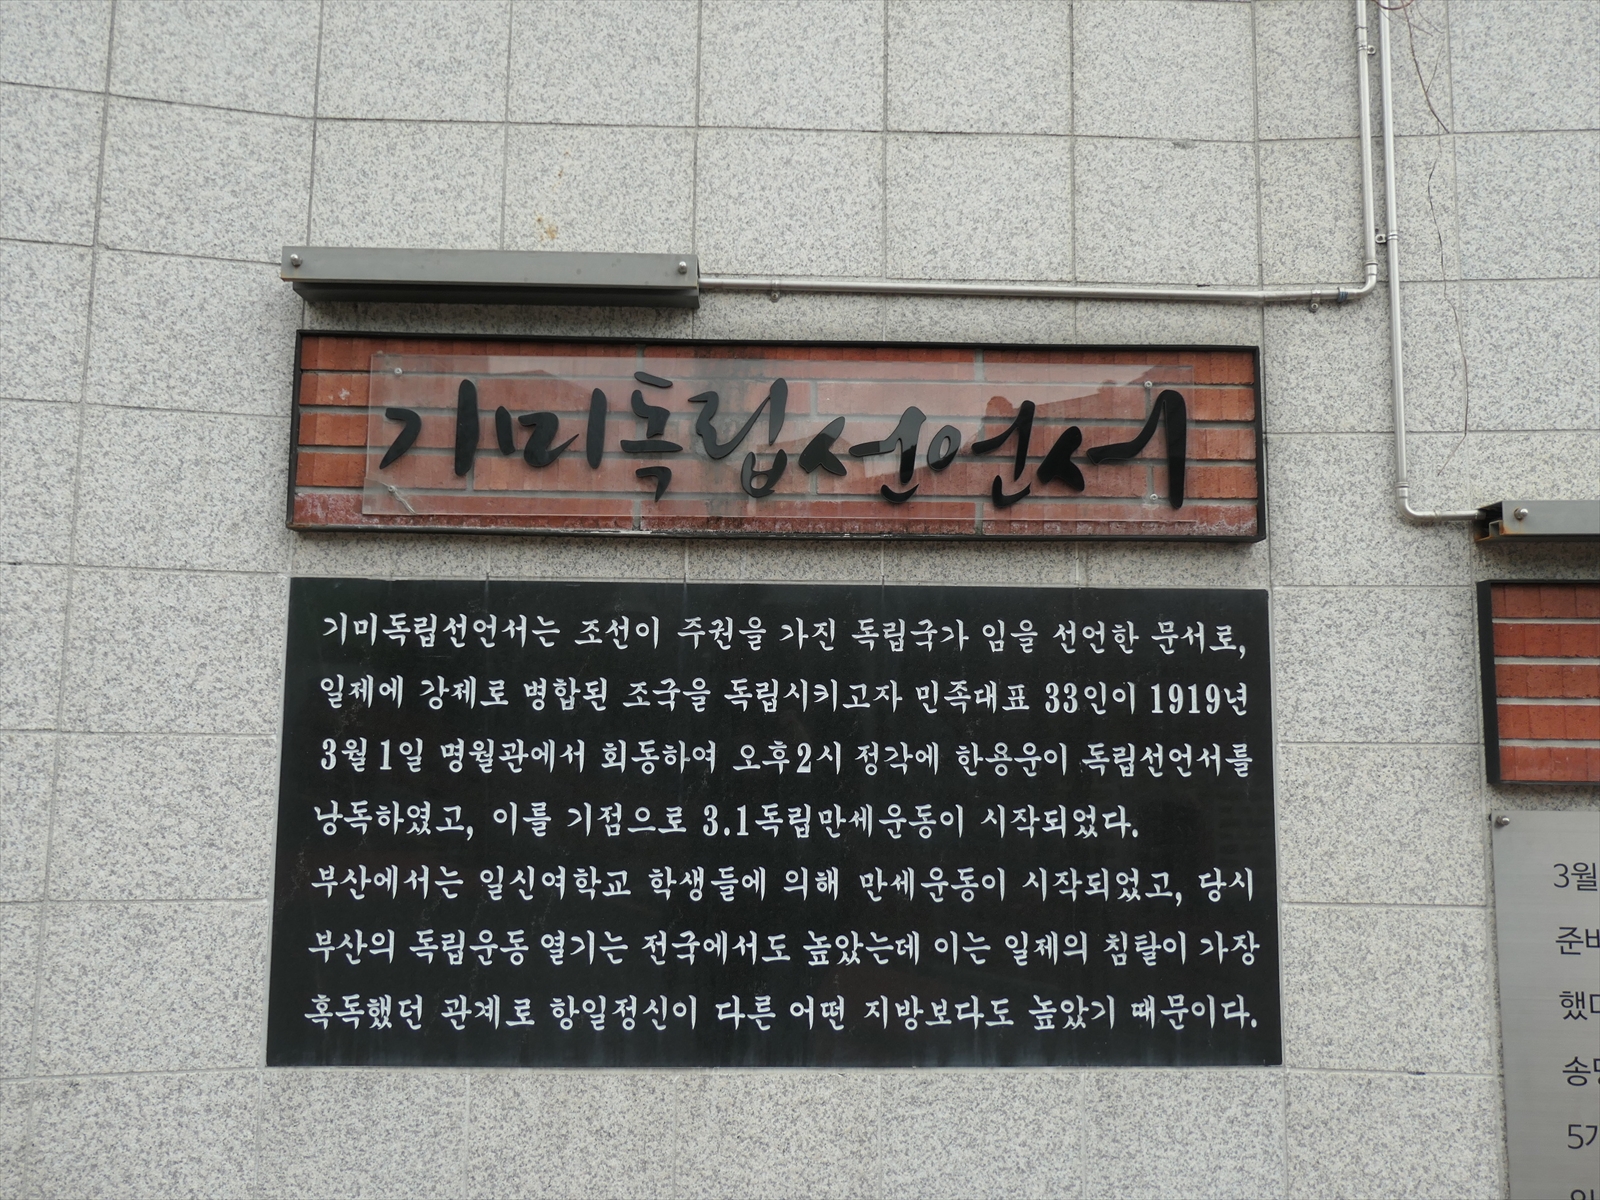 기미독립선언서
기미독립선언서는 조선이 주권을 가진 독립국가 임을 선언한 문서로,
일제에 강제로 병합된 조국을 독립시키고자 민족대표 33인이 1919년
3월1일 명월관에서 회동하여 오후2시 정각에 한용운이 독립선언서를
낭독하였고, 이를 기점으로 3.1독립만세운동이 시작되었다.
부산에서는 일신여학교 학생들에 의해 만세운동이 시작되었고, 당시
부산의 독립운동 열기는 전국에서도 높았는데 이는 일제의 침탈이 가장
혹독했던 관계로 항일정신이 다른 어떤 지방보다도 높았기 때문이다.
3월
했
5